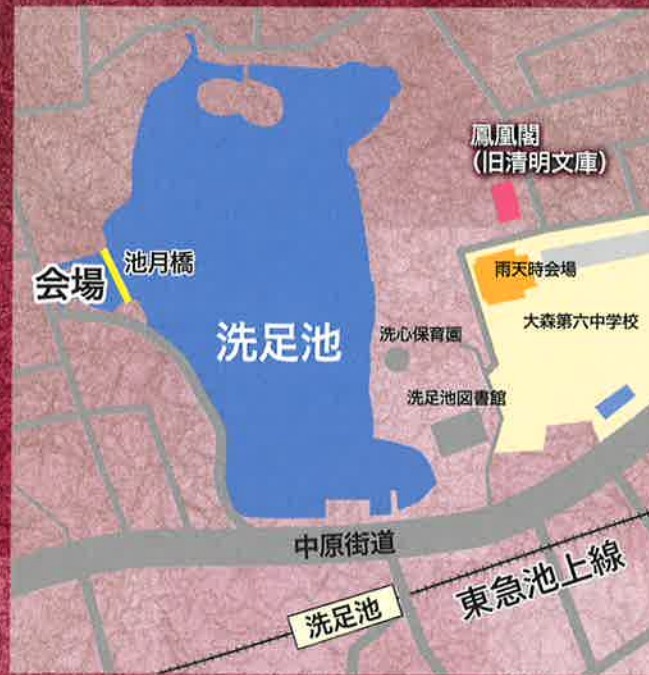 鳳凰閣
(旧清明文庫)
池月橋
会場
雨天時会場
大森第六中学校
洗足池
洗心保育園
洗足池図書館
中原街道
東急池上線
洗足池